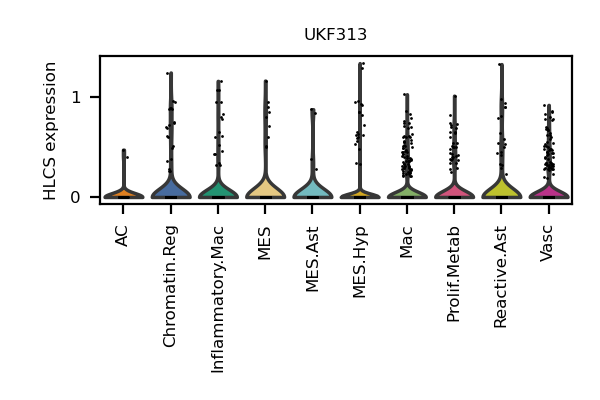 UKF313
HLCS expression
1
0
AC
Chromatin.Reg
Inflammatory.Mac
MES
MES.Ast
MES.Hyp
Mac
Prolif.Metab
Reactive.Ast
Vasc